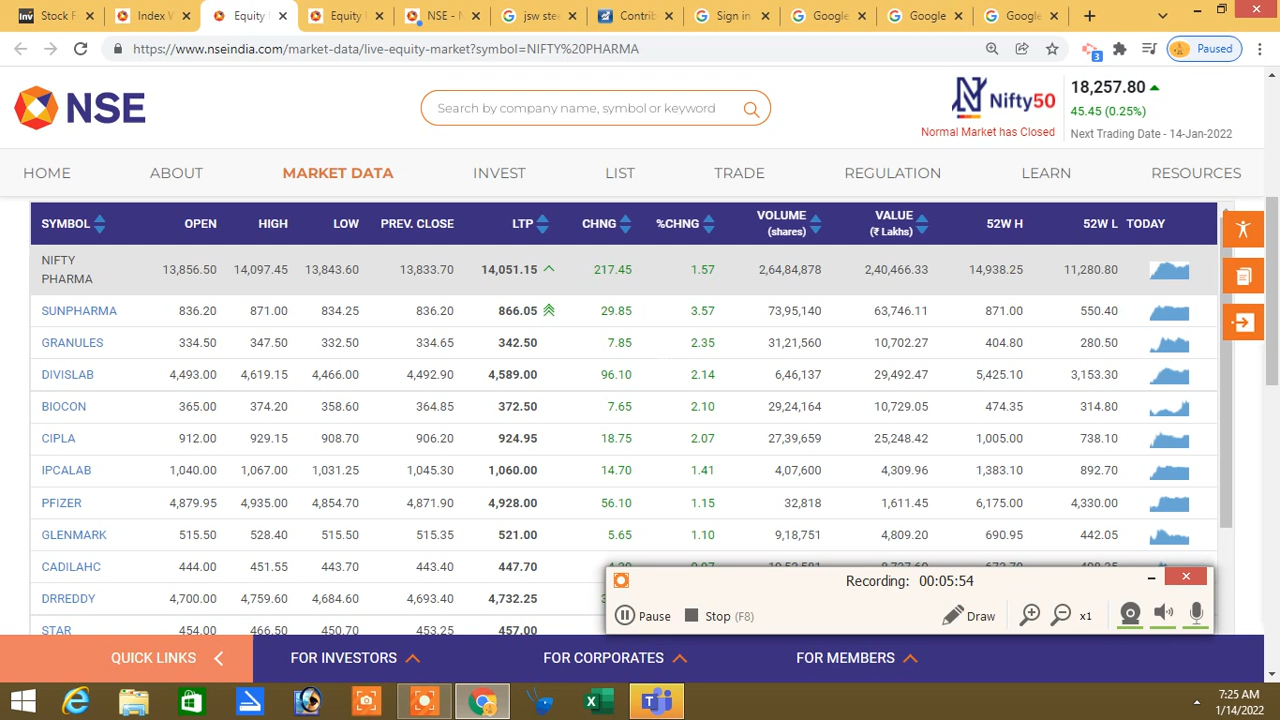 Stock F
Index W
Equity
Equity
NSE - N
jsw stee
Contrib
Sign in
Google
Google
Google
https://www.nseindia.com/market-data/live-equity-market?symbol=NIFTY%20PHARMA
3
Paused
NSE
Search by company name, symbol or keyword
Nifty50
18,257.80
45.45 (0.25%)
Normal Market has Closed
Next Trading Date - 14-Jan-2022
HOME ABOUT MARKET DATA INVEST LIST TRADE REGULATION LEARN RESOURCES
SYMBOL OPEN HIGH LOW PREV. CLOSE LTP CHNG %CHNG VOLUME (shares) VALUE (₹ Lakhs) 52W H 52W L TODAY
NIFTY PHARMA 13,856.50 14,097.45 13,843.60 13,833.70 14,051.15 217.45 1.57 2,64,84,878 2,40,466.33 14,938.25 11,280.80
SUNPHARMA 836.20 871.00 834.25 836.20 866.05 29.85 3.57 73,95,140 63,746.11 871.00 550.40
GRANULES 334.50 347.50 332.50 334.65 342.50 7.85 2.35 31,21,560 10,702.27 404.80 280.50
DIVISLAB 4,493.00 4,619.15 4,466.00 4,492.90 4,589.00 96.10 2.14 6,46,137 29,492.47 5,425.10 3,153.30
BIOCON 365.00 374.20 358.60 364.85 372.50 7.65 2.10 29,24,164 10,729.05 474.35 314.80
CIPLA 912.00 929.15 908.70 906.20 924.95 18.75 2.07 27,39,659 25,248.42 1,005.00 738.10
IPCALAB 1,040.00 1,067.00 1,031.25 1,045.30 1,060.00 14.70 1.41 4,07,600 4,309.96 1,383.10 892.70
PFIZER 4,879.95 4,935.00 4,854.70 4,871.90 4,928.00 56.10 1.15 32,818 1,611.45 6,175.00 4,330.00
GLENMARK 515.50 528.40 515.50 515.35 521.00 5.65 1.10 9,18,751 4,809.20 690.95 442.05
CADILAHC 444.00 451.55 443.70 443.40 447.70
DRREDDY 4,700.00 4,759.60 4,684.60 4,693.40 4,732.25
STAR 454.00 466.50 450.70 453.25 457.00
Recording: 00:05:54
Pause Stop (F8) Draw x1
QUICK LINKS FOR INVESTORS FOR CORPORATES FOR MEMBERS
7:25 AM
1/14/2022